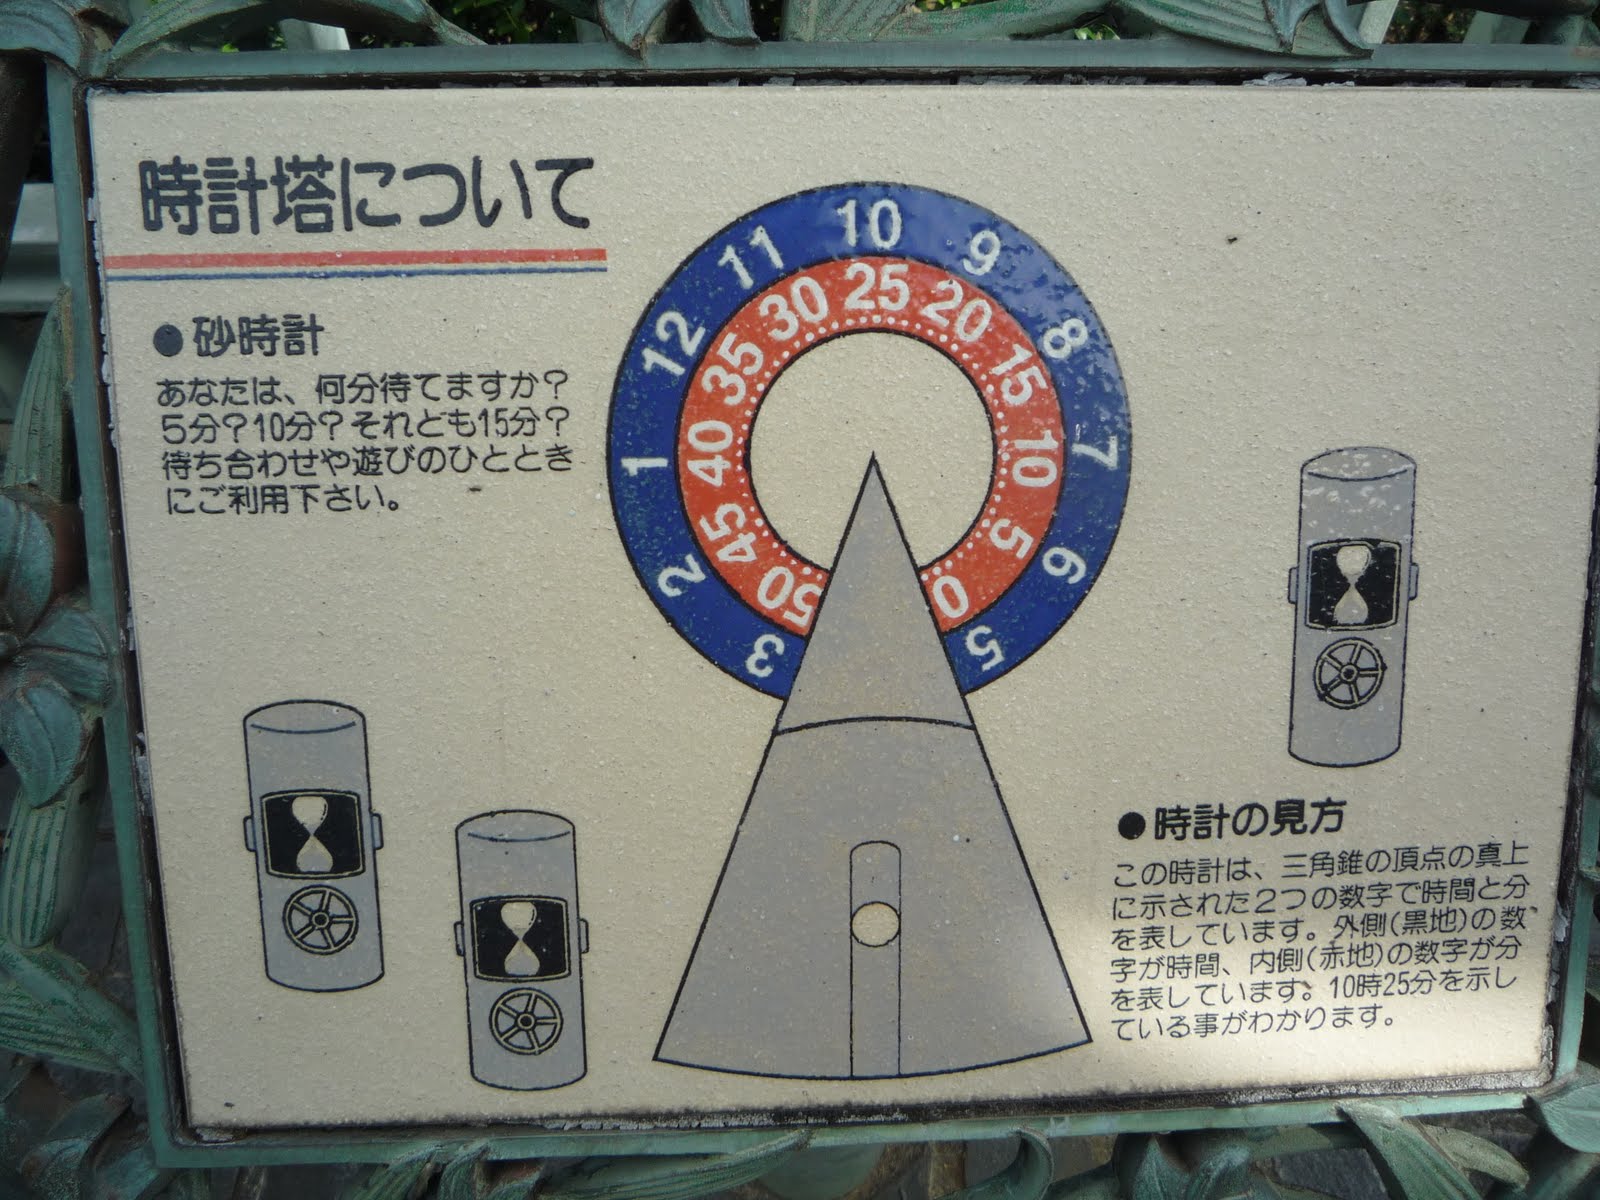 時計塔について
●砂時計
あなたは、何分待てますか？
5分？10分？それとも15分？
待ち合わせや遊びのひととき
にご利用下さい。
10
11
9
12
8
1
7
2
6
3
5
25
30
20
35
15
40
10
45
5
50
0
●時計の見方
この時計は、三角錐の頂点の真上
に示された2つの数字で時間と分
を表しています。外側(黒地)の数
字が時間、内側(赤地)の数字が分
を表しています。10時25分を示し
ている事がわかります。